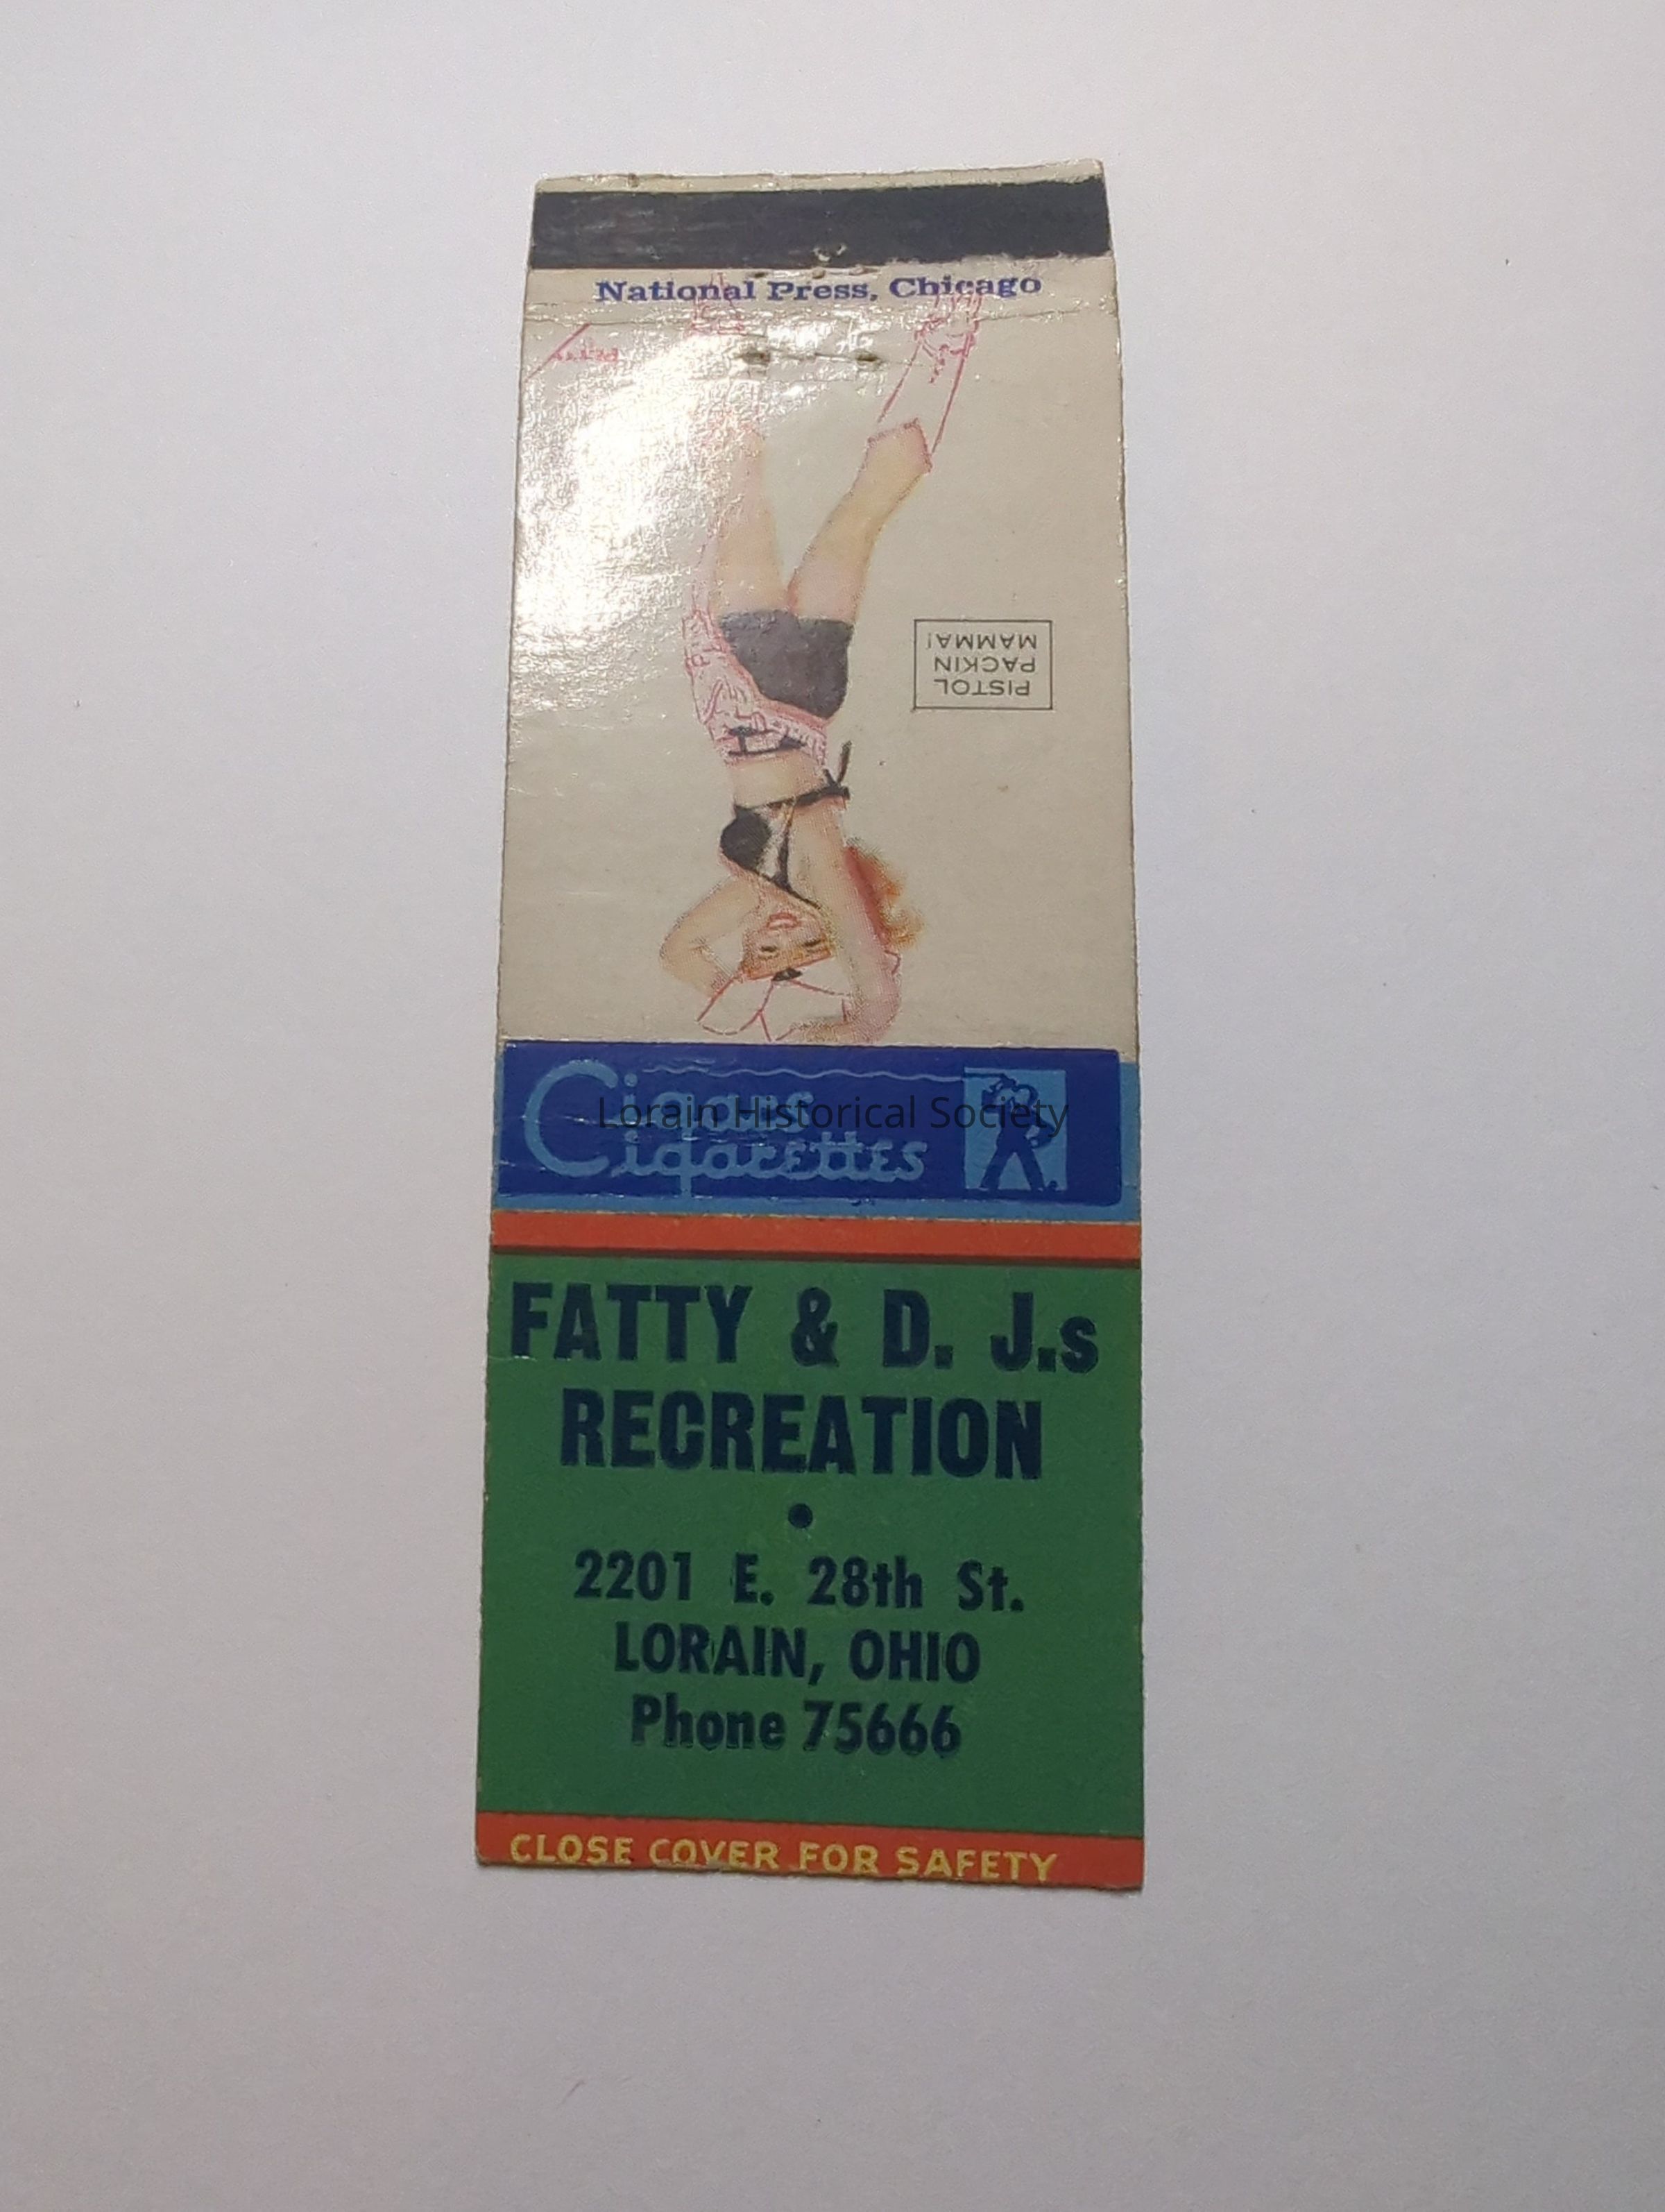 National Press, Chicago
PISTOL
PACKIN
MAMMA!
Cigars
Cigarettes
Lorain Historical Society
FATTY & D. J.s
RECREATION
•
2201 E. 28th St.
LORAIN, OHIO
Phone 75666
CLOSE COVER FOR SAFETY